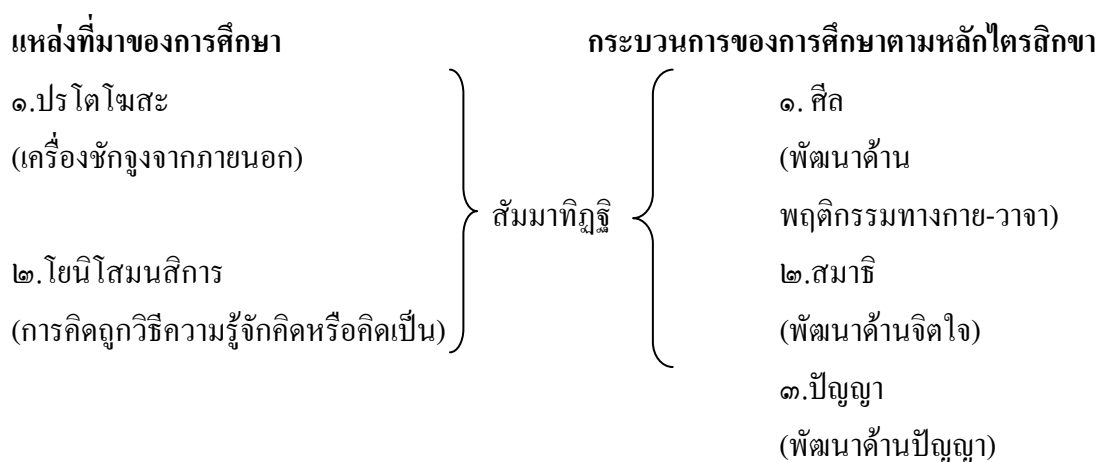 แหล่งที่มาของการศึกษา
๑.ปรโตโฆสะ
(เครื่องชักจูงจากภายนอก)
๒.โยนิโสมนสิการ
(การคิดถูกวิธีความรู้จักคิดหรือคิดเป็น)
สัมมาทิฏฐิ
กระบวนการของการศึกษาตามหลักไตรสิกขา
๑. ศีล
(พัฒนาด้าน
พฤติกรรมทางกาย-วาจา)
๒.สมาธิ
(พัฒนาด้านจิตใจ)
๓.ปัญญา
(พัฒนาด้านปัญญา)